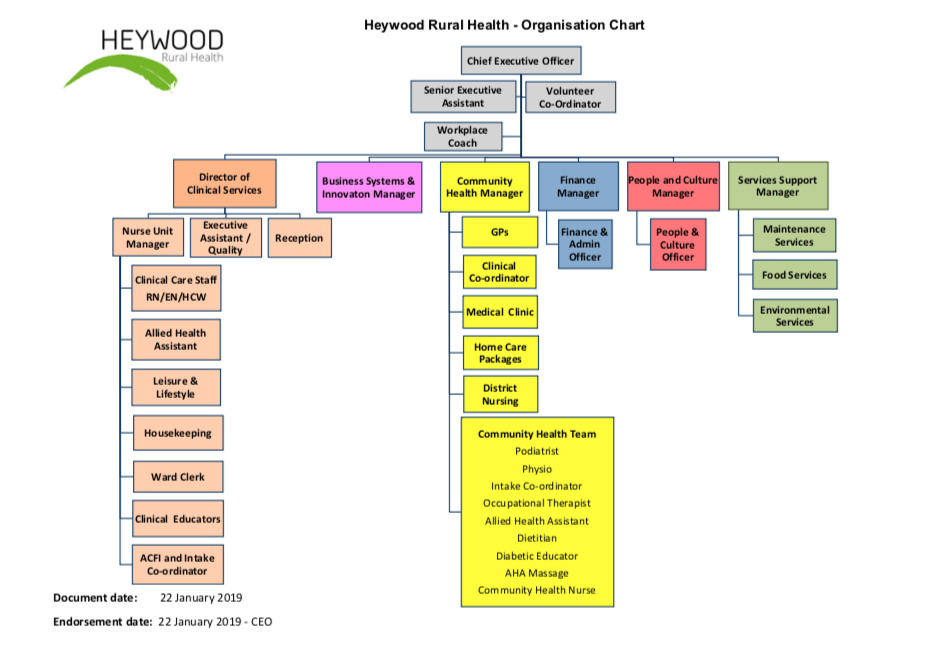 Heywood Rural Health - Organisation Chart
HEYWOOD
Rural Health
Chief Executive Officer
Senior Executive
Assistant
Volunteer
Co-Ordinator
Workplace
Coach
Director of
Clinical Services
Business Systems &
Innovaton Manager
Community
Health Manager
Finance
Manager
People and Culture
Manager
Services Support
Manager
Nurse Unit
Manager
Executive
Assistant /
Quality
Reception
Clinical Care Staff
RN/EN/HCW
Allied Health
Assistant
Leisure &
Lifestyle
Housekeeping
Ward Clerk
Clinical Educators
ACFI and Intake
Co-ordinator
GPs
Clinical
Co-ordinator
Medical Clinic
Home Care
Packages
District
Nursing
Community Health Team
Podiatrist
Physio
Intake Co-ordinator
Occupational Therapist
Allied Health Assistant
Dietitian
Diabetic Educator
AHA Massage
Community Health Nurse
Finance &
Admin
Officer
People &
Culture
Officer
Maintenance
Services
Food Services
Environmental
Services
Document date: 22 January 2019
Endorsement date: 22 January 2019 - CEO